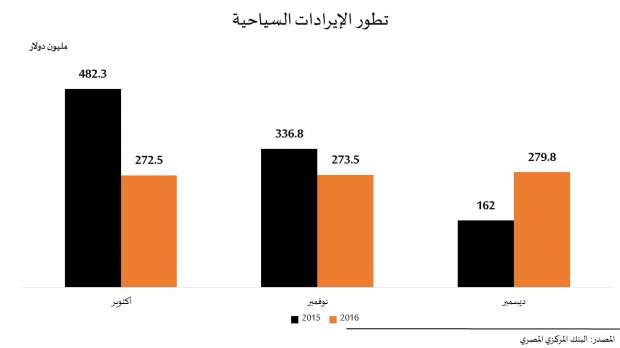 تطور الإيرادات السياحية
مليون دولار
482.3
272.5
336.8
273.5
162
279.8
أكتوبر
نوفمبر
ديسمبر
2015
2016
المصدر: البنك المركزي المصري